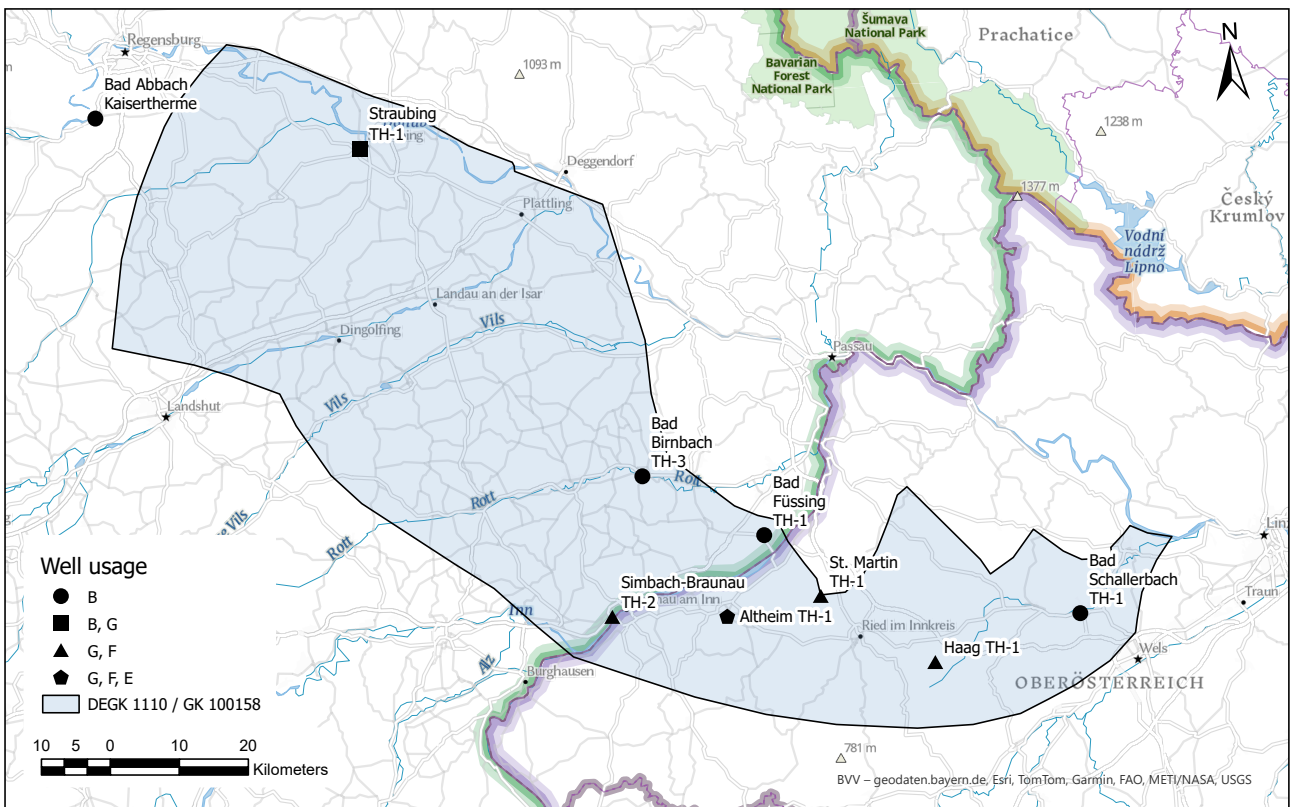 Regensburg
Bad Abbach
Kaisertherme
1093 m
Straubing
TH-1
Deggendorf
Plattling
Šumava
National Park
Bavarian
Forest
National Park
Prachatice
N
1238 m
1377 m
Český
Krumlov
Vodní
nádrž
Lipno
Landau an der Isar
Vils
Dingolfing
Vils
Landshut
Passau
Bad
Birnbach
TH-3
Rott
Rott
Rott
Vils
Bad
Füssing
TH-1
St. Martin
TH-1
Simbach-Braunau
TH-2
au am Inn
Inn
Altheim TH-1
Ried im Innkreis
Haag TH-1
Bad
Schallerbach
TH-1
Linz
Traun
Wels
OBERÖSTERREICH
Alz
Burghausen
781 m
Well usage
B
B, G
G, F
G, F, E
DEGK 1110 / GK 100158
10 5 0 10 20
Kilometers
BVV – geodaten.bayern.de, Esri, TomTom, Garmin, FAO, METI/NASA, USGS